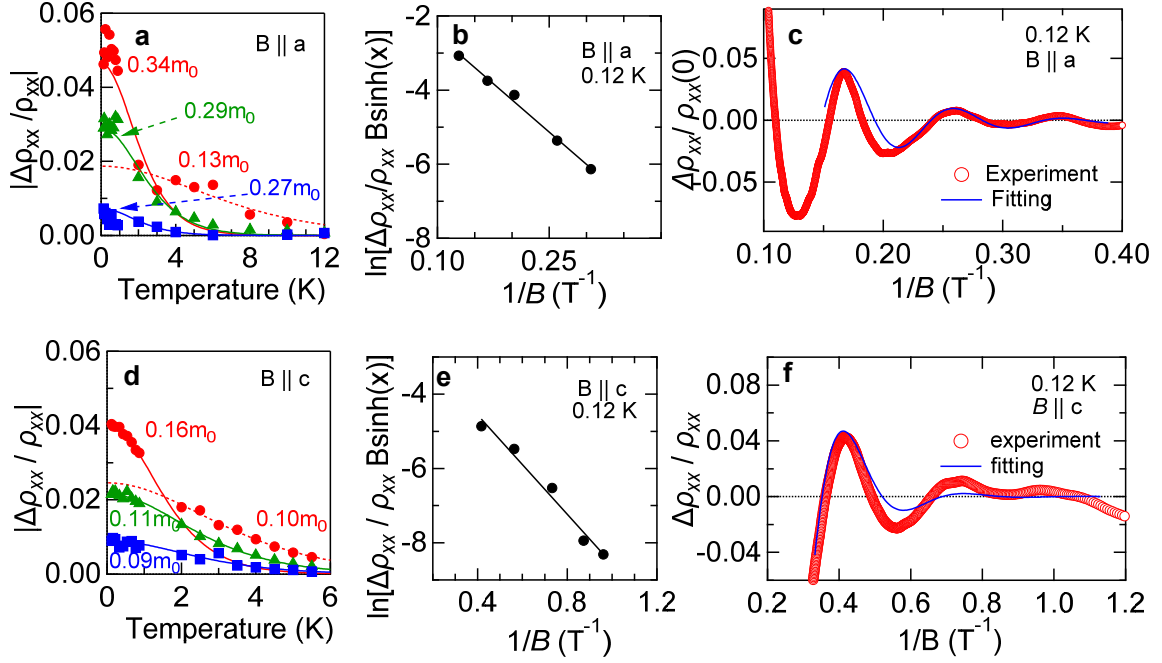 a
B || a
0.34m0
0.29m0
0.13m0
0.27m0
0.06
0.04
0.02
0.00
0 4 8 12
|Δρxx /ρxx|
Temperature (K)
b
B || a
0.12 K
-2
-4
-6
-8
0.10 0.25
ln[Δρxx/ρxx Bsinh(x)]
1/B (T-1)
c
0.12 K
B || a
0.05
0.00
-0.05
0.10 0.20 0.30 0.40
Δρxx/ ρxx(0)
Experiment
Fitting
1/B (T-1)
d
B || c
0.16m0
0.11m0
0.10m0
0.09m0
0.06
0.04
0.02
0.00
0 2 4 6
|Δρxx / ρxx|
Temperature (K)
e
B || c
0.12 K
-4
-6
-8
0.4 0.8 1.2
ln[Δρxx / ρxx Bsinh(x)]
1/B (T-1)
f
0.12 K
B || c
0.08
0.04
0.00
-0.04
0.2 0.4 0.6 0.8 1.0 1.2
Δρxx / ρxx
experiment
fitting
1/B (T-1)